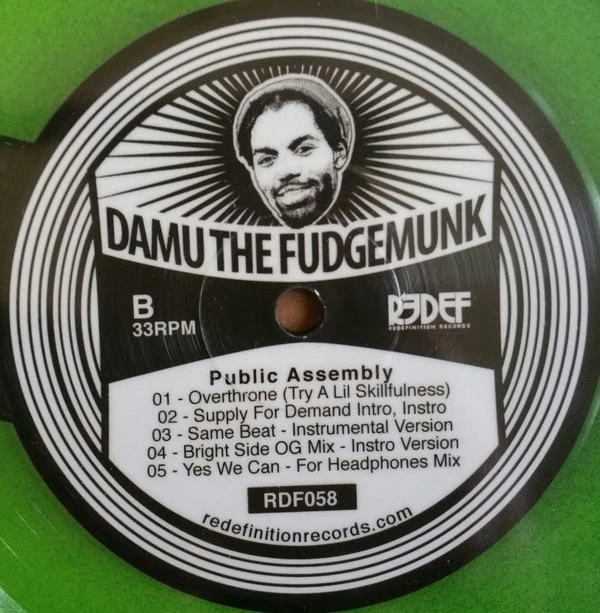 DAMU THE FUDGEMUNK
B
33RPM
REDEF
REDEFINITION RECORDS
Public Assembly
01 - Overthrone (Try A Lil Skillfulness)
02 - Supply For Demand Intro, Instro
03 - Same Beat - Instrumental Version
04 - Bright Side OG Mix - Instro Version
05 - Yes We Can - For Headphones Mix
RDF058
redefinitionrecords.com